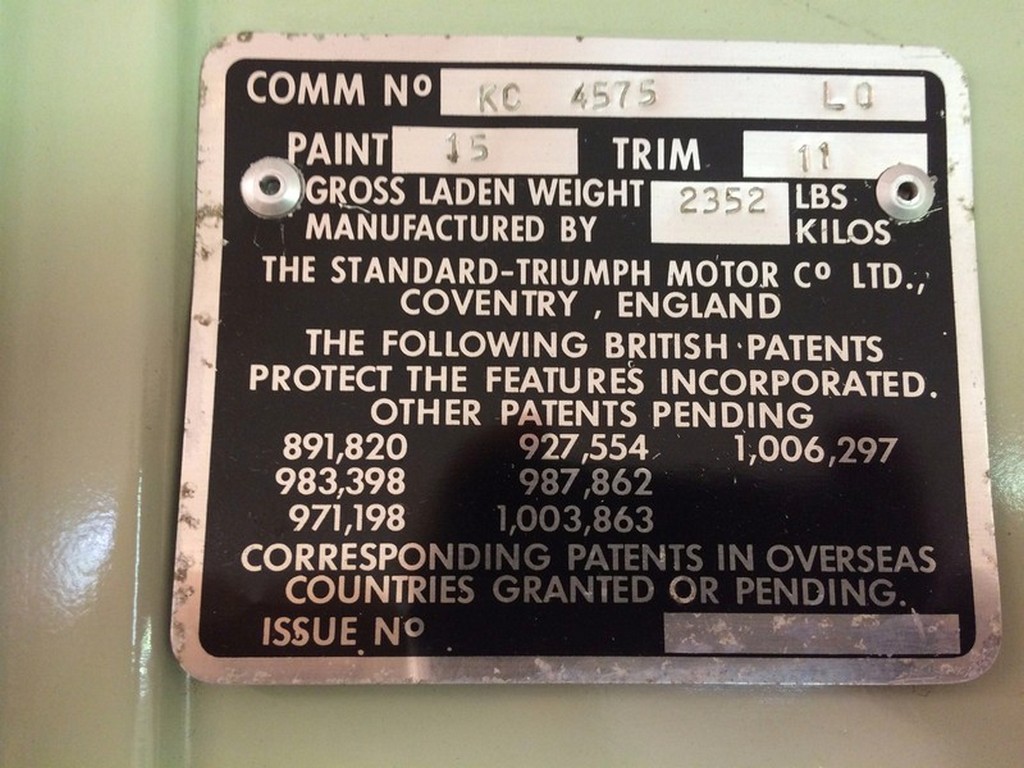 COMM Nº KC 4575 LO
PAINT 15 TRIM 11
GROSS LADEN WEIGHT 2352 LBS
MANUFACTURED BY KILOS
THE STANDARD-TRIUMPH MOTOR Cº LTD.,
COVENTRY, ENGLAND
THE FOLLOWING BRITISH PATENTS
PROTECT THE FEATURES INCORPORATED.
OTHER PATENTS PENDING
891,820 927,554 1,006,297
983,398 987,862
971,198 1,003,863
CORRESPONDING PATENTS IN OVERSEAS
COUNTRIES GRANTED OR PENDING.
ISSUE Nº